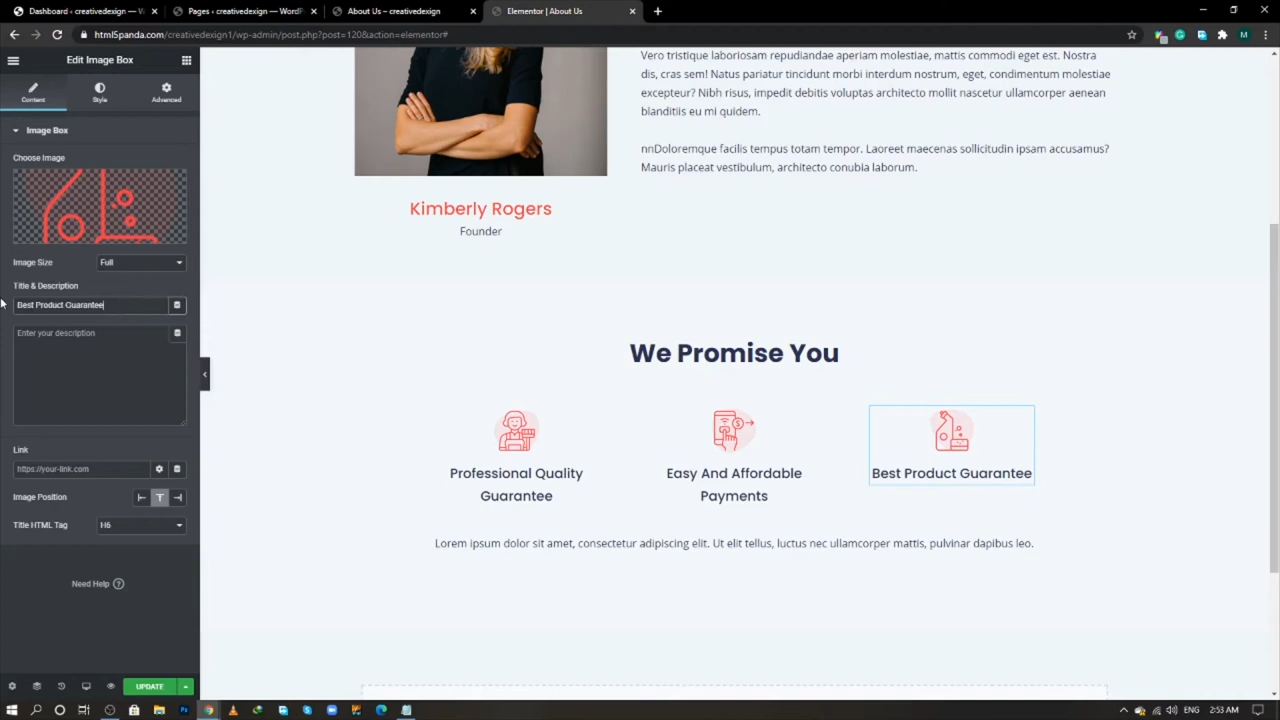 Dashboard ‹ creativedexign — W
Pages ‹ creativedexign — WordPr
About Us – creativedexign
Elementor | About Us
html5panda.com/creativedexign1/wp-admin/post.php?post=120&action=elementor#
M
Edit Image Box
Content
Style
Advanced
Image Box
Choose Image
Image Size
Full
Title & Description
Best Product Guarantee
Enter your description
Link
https://your-link.com
Image Position
Title HTML Tag
H6
Need Help
UPDATE
Vero tristique laboriosam repudiandae aperiam molestiae, mattis commodi eget est. Nonstra
dis, cras sem! Natus pariatur tincidunt morbi interdum nostrum, eget, condimentum molestiae
excepteur? Nibh risus, impedit debitis voluptas architecto mollit nascetur ullamcorper aenean
blanditiis eu mi quidem.
nnDoloremque facilis tempus totam tempor. Laoreet maecenas sollicitudin ipsam accusamus?
Mauris placeat vestibulum, architecto conubia laborum.
Kimberly Rogers
Founder
We Promise You
Professional Quality
Guarantee
Easy And Affordable
Payments
Best Product Guarantee
Lorem ipsum dolor sit amet, consectetur adipiscing elit. Ut elit tellus, luctus nec ullamcorper mattis, pulvinar dapibus leo.
ENG
2:53 AM